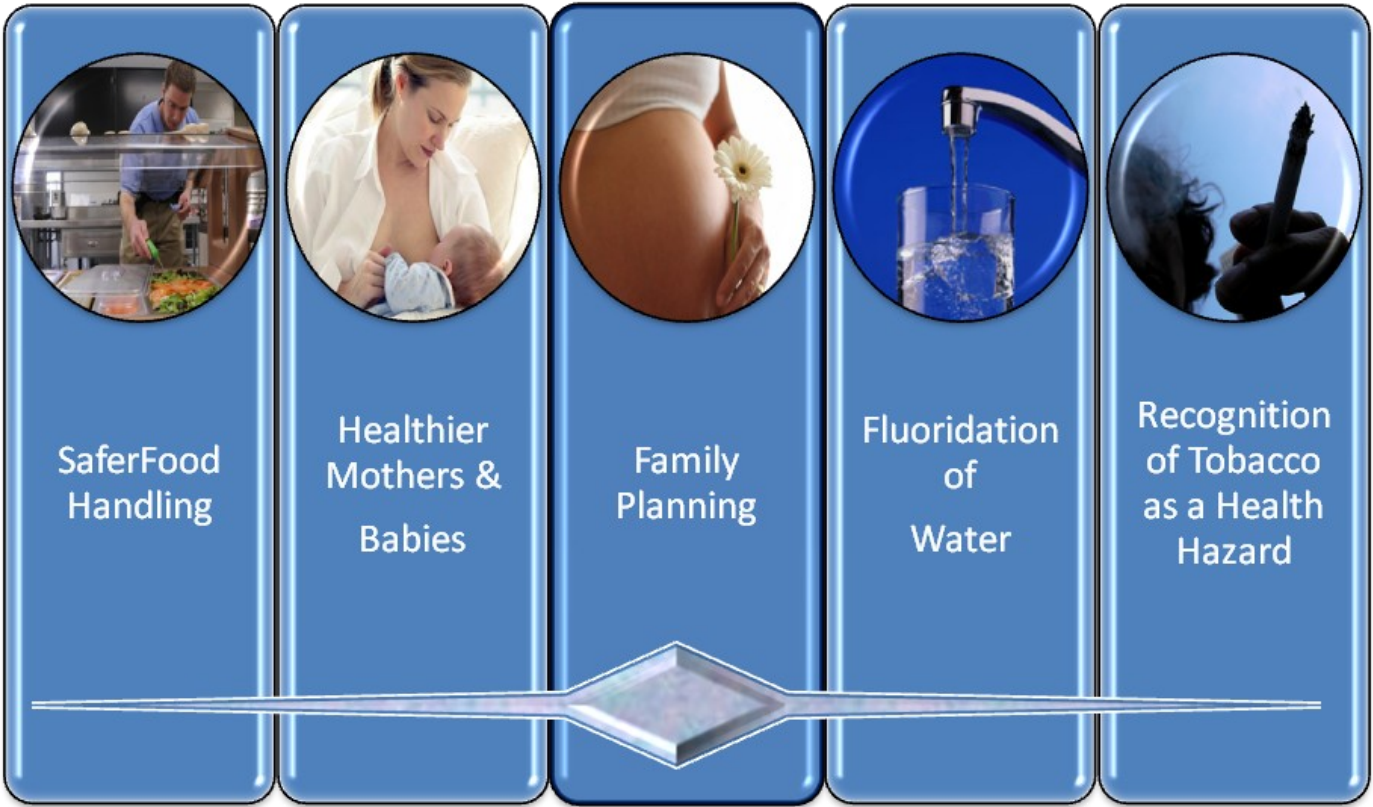 SaferFood
Handling
Healthier
Mothers &
Babies
Family
Planning
Fluoridation
of
Water
Recognition
of Tobacco
as a Health
Hazard